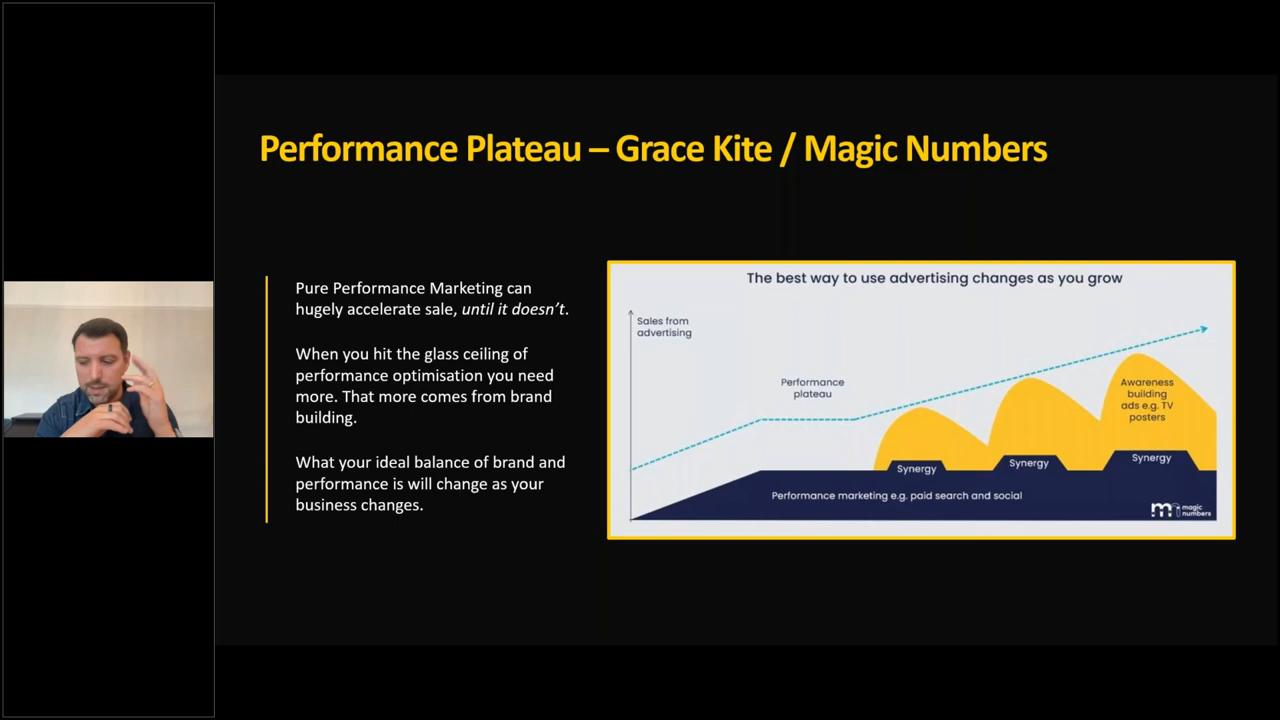 Performance Plateau – Grace Kite / Magic Numbers
Pure Performance Marketing can
hugely accelerate sale, until it doesn't.
When you hit the glass ceiling of
performance optimisation you need
more. That more comes from brand
building.
What your ideal balance of brand and
performance is will change as your
business changes.
The best way to use advertising changes as you grow
Sales from
advertising
Performance
plateau
Awareness
building
ads e.g. TV
posters
Synergy
Synergy
Synergy
Performance marketing e.g. paid search and social
magic
numbers